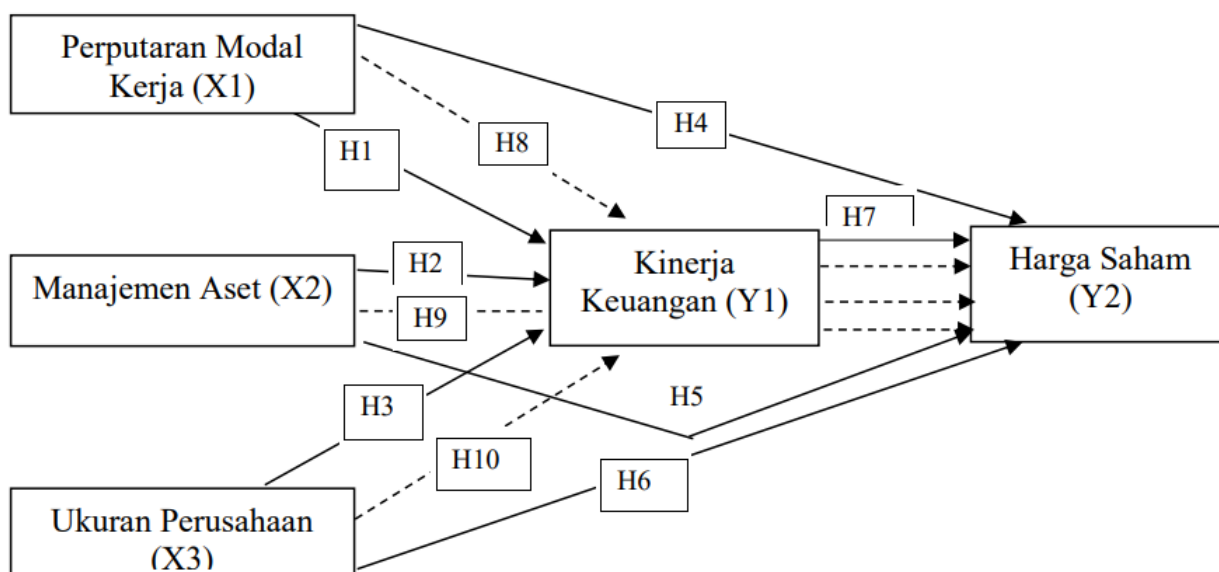 Perputaran Modal
Kerja (X1)
H4
H8
H1
H7
H2
Manajemen Aset (X2)
H9
Kinerja
Keuangan (Y1)
Harga Saham
(Y2)
H3
H5
H10
H6
Ukuran Perusahaan
(X3)